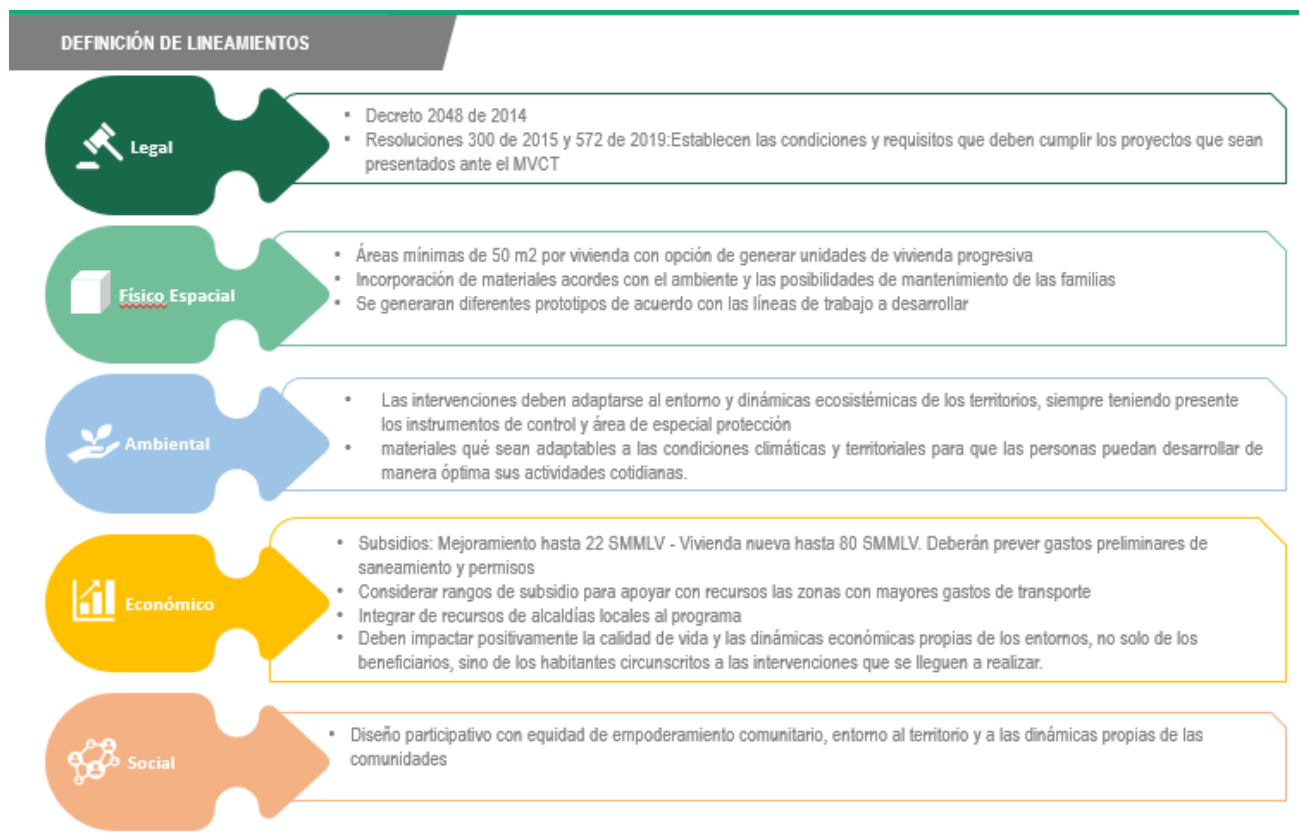 DEFINICIÓN DE LINEAMIENTOS
Legal
• Decreto 2048 de 2014
• Resoluciones 300 de 2015 y 572 de 2019:Establecen las condiciones y requisitos que deben cumplir los proyectos que sean
presentados ante el MVCT
Físico Espacial
• Áreas mínimas de 50 m2 por vivienda con opción de generar unidades de vivienda progresiva
• Incorporación de materiales acordes con el ambiente y las posibilidades de mantenimiento de las familias
• Se generaran diferentes prototipos de acuerdo con las líneas de trabajo a desarrollar
Ambiental
• Las intervenciones deben adaptarse al entorno y dinámicas ecosistémicas de los territorios, siempre teniendo presente
los instrumentos de control y área de especial protección
• materiales qué sean adaptables a las condiciones climáticas y territoriales para que las personas puedan desarrollar de
manera óptima sus actividades cotidianas.
Económico
• Subsidios: Mejoramiento hasta 22 SMMLV - Vivienda nueva hasta 80 SMMLV. Deberán prever gastos preliminares de
saneamiento y permisos
• Considerar rangos de subsidio para apoyar con recursos las zonas con mayores gastos de transporte
• Integrar de recursos de alcaldías locales al programa
• Deben impactar positivamente la calidad de vida y las dinámicas económicas propias de los entornos, no solo de los
beneficiarios, sino de los habitantes circunscritos a las intervenciones que se lleguen a realizar.
Social
• Diseño participativo con equidad de empoderamiento comunitario, entorno al territorio y a las dinámicas propias de las
comunidades